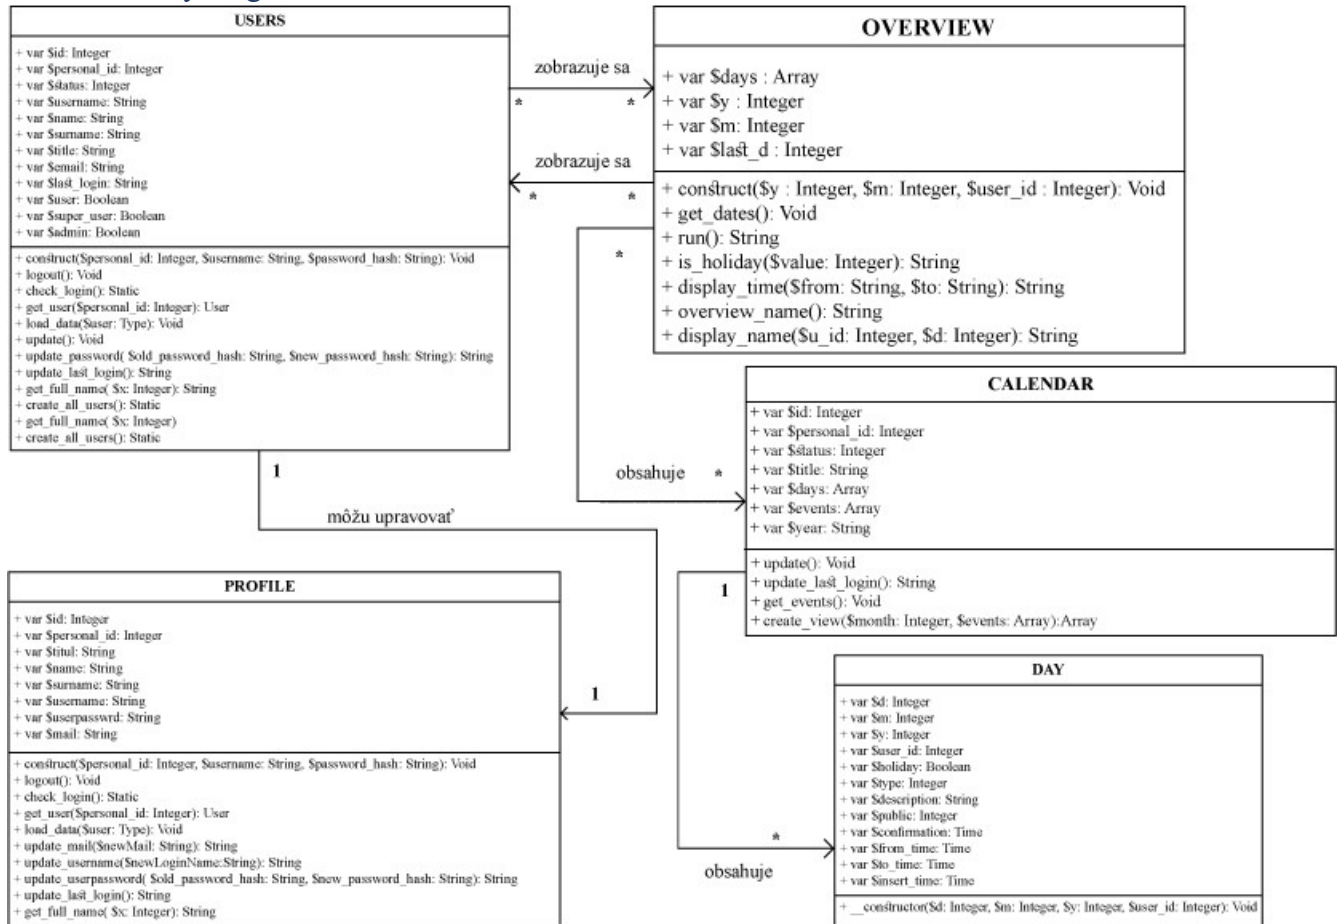 USERS
+ var $id: Integer
+ var $personal_id: Integer
+ var $status: Integer
+ var $username: String
+ var $name: String
+ var $surname: String
+ var $title: String
+ var $email: String
+ var $last_login: String
+ var $user: Boolean
+ var $super_user: Boolean
+ var $admin: Boolean
+ construct($personal_id: Integer, $username: String, $password_hash: String): Void
+ logout(): Void
+ check_login(): Static
+ get_user($personal_id: Integer): User
+ load_data($user: Type): Void
+ update(): Void
+ update_password( $old_password_hash: String, $new_password_hash: String): String
+ update_last_login(): String
+ get_full_name( $x: Integer): String
+ create_all_users(): Static
+ get_full_name( $x: Integer)
+ create_all_users(): Static
zobrazuje sa
* *
zobrazuje sa
* *
OVERVIEW
+ var $days : Array
+ var $y : Integer
+ var $m: Integer
+ var $last_d : Integer
+ construct($y : Integer, $m: Integer, $user_id : Integer): Void
+ get_dates(): Void
+ run(): String
+ is_holiday($value: Integer): String
+ display_time($from: String, $to: String): String
+ overview_name(): String
+ display_name($u_id: Integer, $d: Integer): String
*
obsahuje *
CALENDAR
+ var $id: Integer
+ var $personal_id: Integer
+ var $status: Integer
+ var $title: String
+ var $days: Array
+ var $events: Array
+ var $year: String
+ update(): Void
+ update_last_login(): String
+ get_events(): Void
+ create_view($month: Integer, $events: Array):Array
1
môžu upravovať
1
PROFILE
+ var $id: Integer
+ var $personal_id: Integer
+ var $titul: String
+ var $name: String
+ var $surname: String
+ var $username: String
+ var $userpasswrd: String
+ var $mail: String
+ construct($personal_id: Integer, $username: String, $password_hash: String): Void
+ logout(): Void
+ check_login(): Static
+ get_user($personal_id: Integer): User
+ load_data($user: Type): Void
+ update_mail($newMail: String): String
+ update_username($newLoginName:String): String
+ update_userpassword( $old_password_hash: String, $new_password_hash: String): String
+ update_last_login(): String
+ get_full_name( $x: Integer): String
1
*
obsahuje
DAY
+ var $d: Integer
+ var $m: Integer
+ var $y: Integer
+ var $user_id: Integer
+ var $holiday: Boolean
+ var $type: Integer
+ var $description: String
+ var $public: Integer
+ var $confirmation: Time
+ var $from_time: Time
+ var $to_time: Time
+ var $insert_time: Time
+ __constructor($d: Integer, $m: Integer, $y: Integer, $user_id: Integer): Void